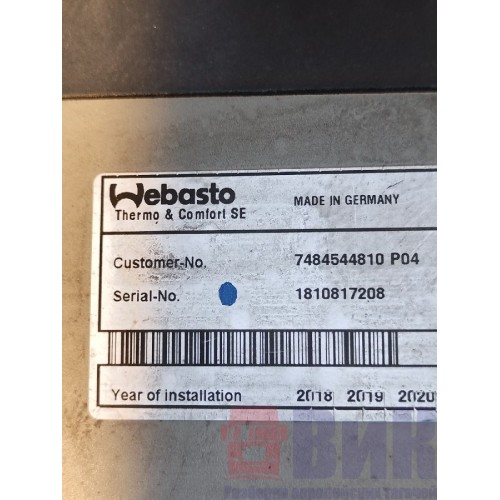 Webasto
Thermo & Comfort SE
MADE IN GERMANY
Customer-No. 7484544810 P04
Serial-No. 1810817208
Year of installation 2018 2019 2020
ВИК